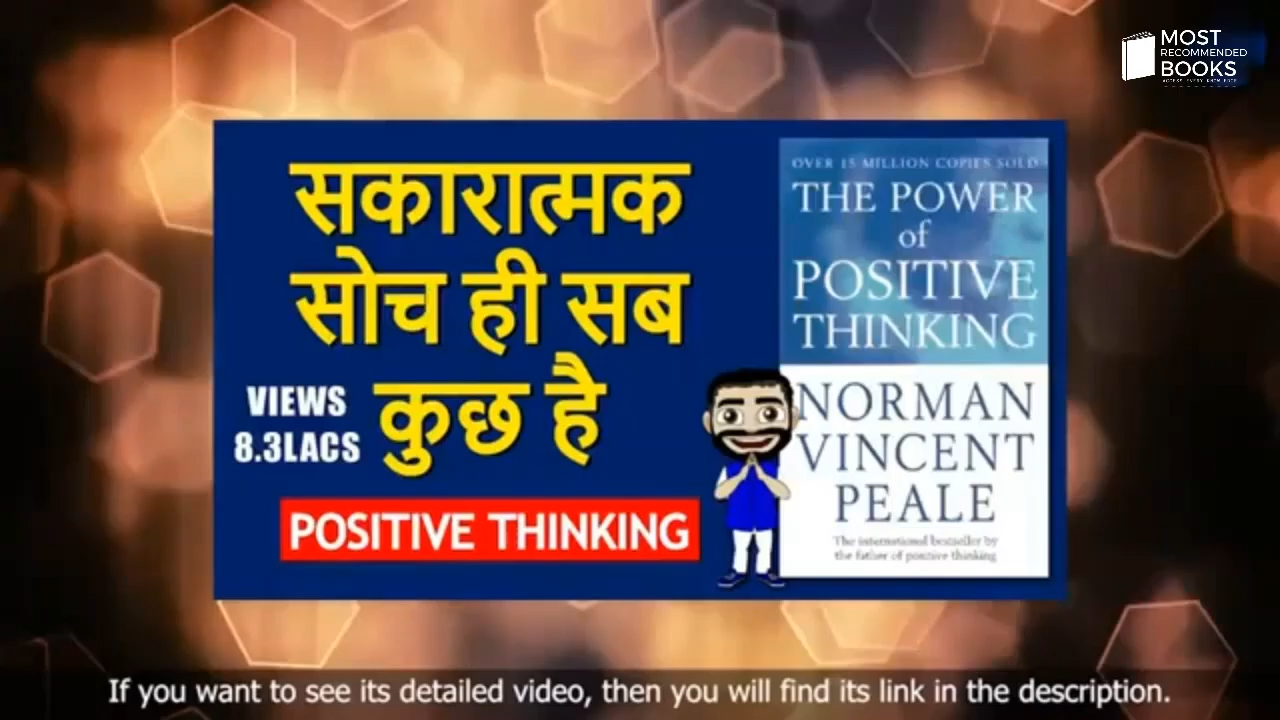 MOST
RECOMMENDED
BOOKS
सकारात्मक
सोच ही सब
कुछ है
VIEWS
8.3LACS
POSITIVE THINKING
OVER 15 MILLION COPIES SOLD
THE POWER
of
POSITIVE
THINKING
NORMAN
VINCENT
PEALE
The international bestseller by
the father of positive thinking
If you want to see its detailed video, then you will find its link in the description.